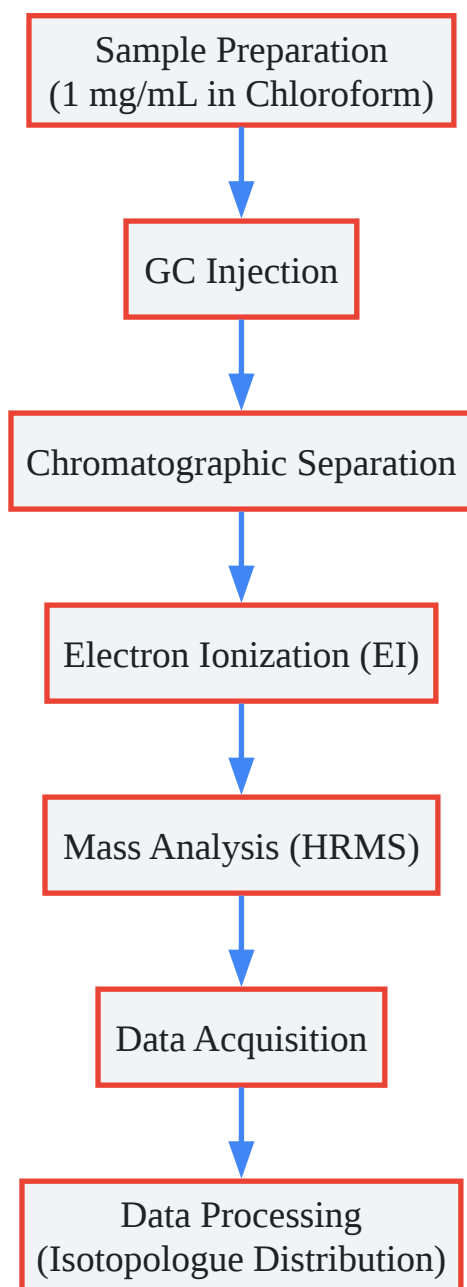 Sample Preparation
(1 mg/mL in Chloroform)
GC Injection
Chromatographic Separation
Electron Ionization (EI)
Mass Analysis (HRMS)
Data Acquisition
Data Processing
(Isotopologue Distribution)